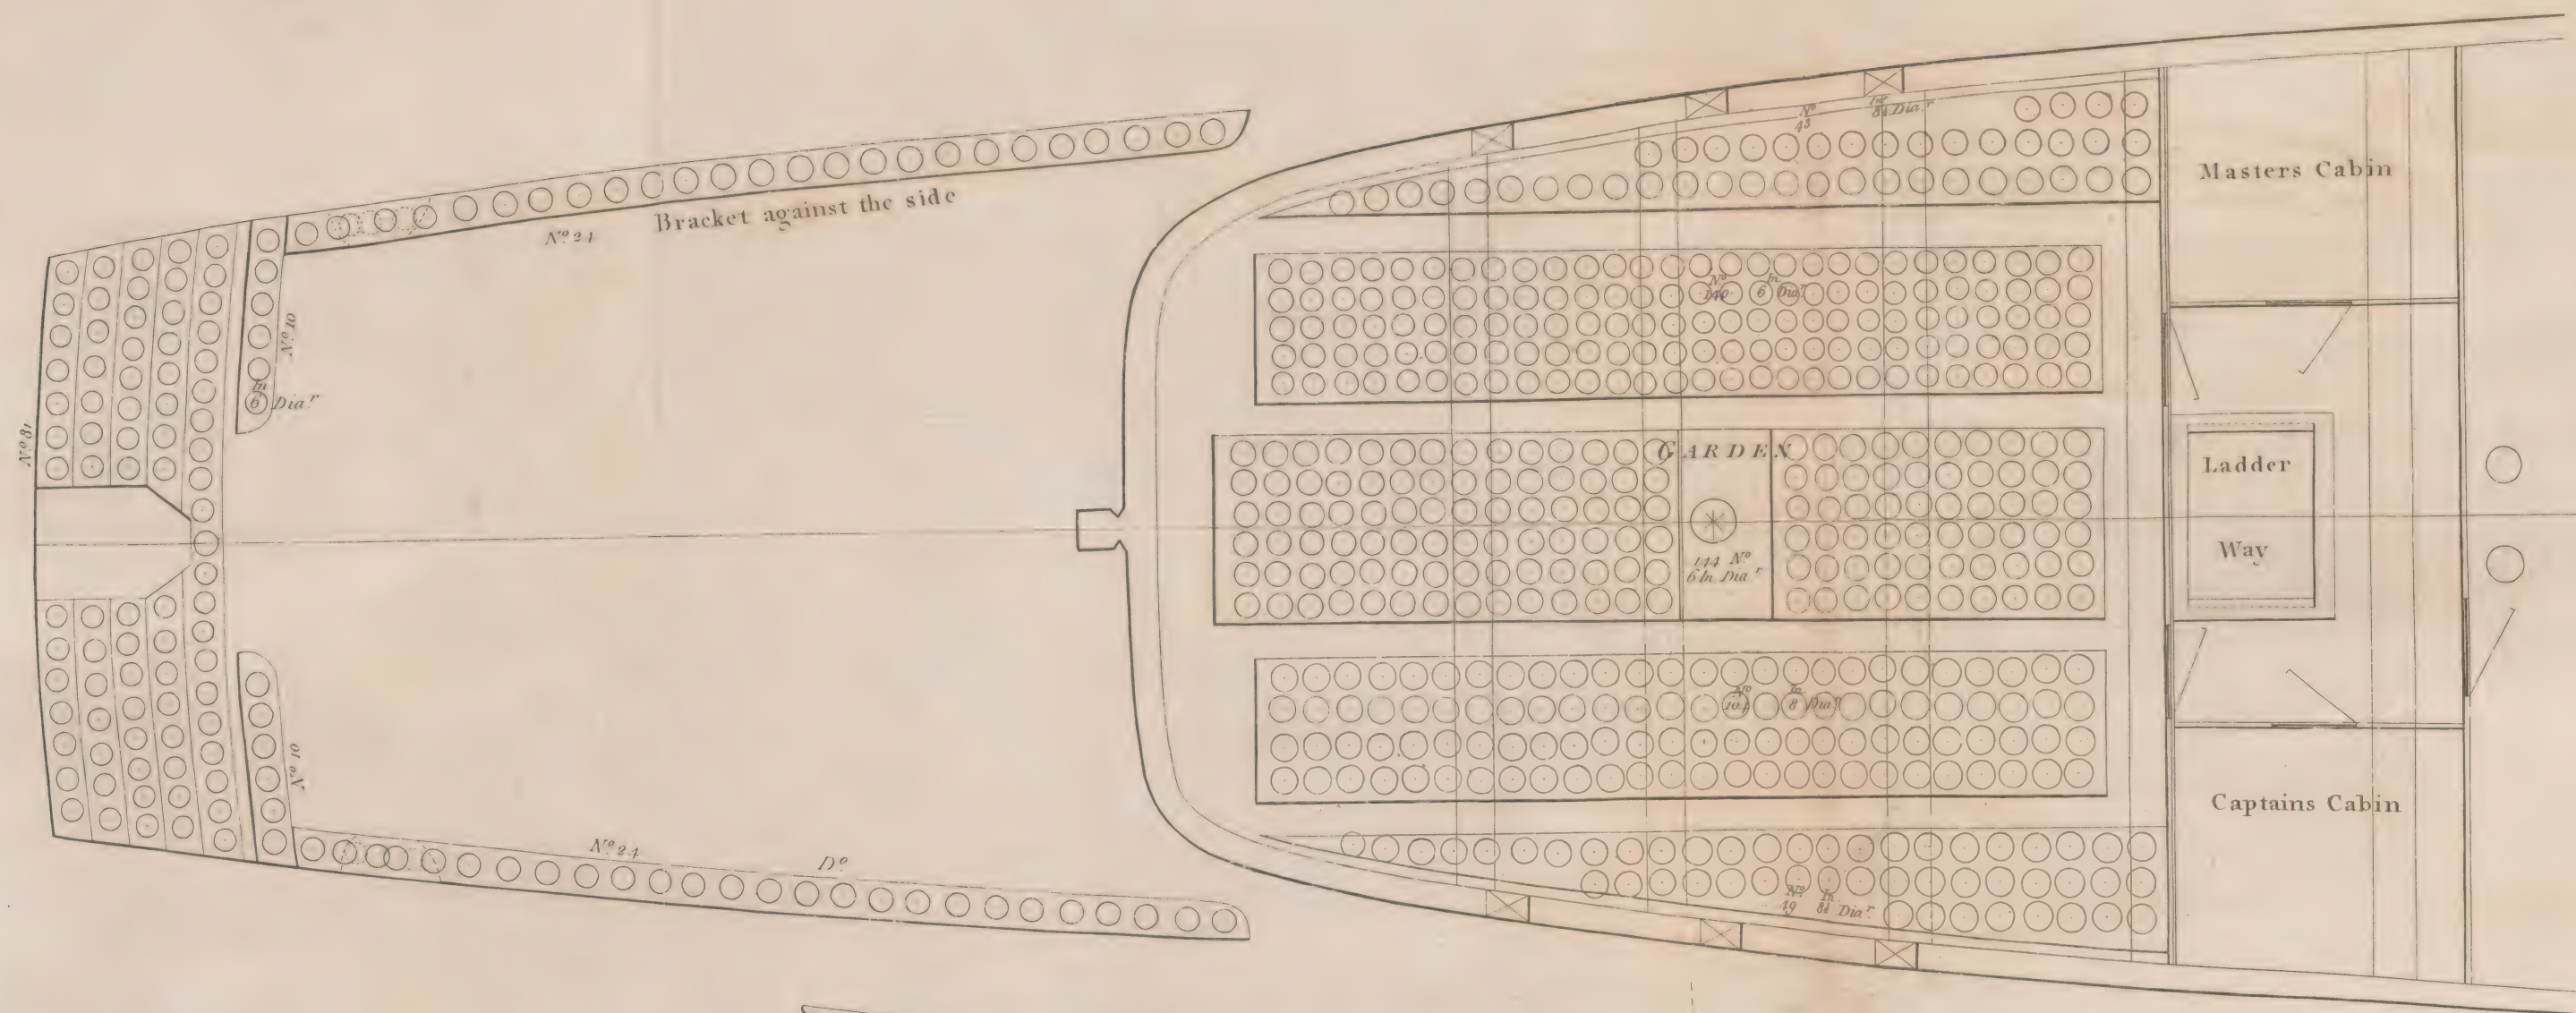 Nº 24
Bracket against the side
Nº 10
In
6 Dia.r
Nº 81
Nº 10
Nº 24
Dº
Nº
43
In
8½ Dia.r
Nº
140
In
6 Dia.r
GARDEN
144 Nº
6 In Dia.r
Nº
104
In
8 Dia.r
Nº
49
In
8½ Dia.r
Masters Cabin
Ladder
Way
Captains Cabin